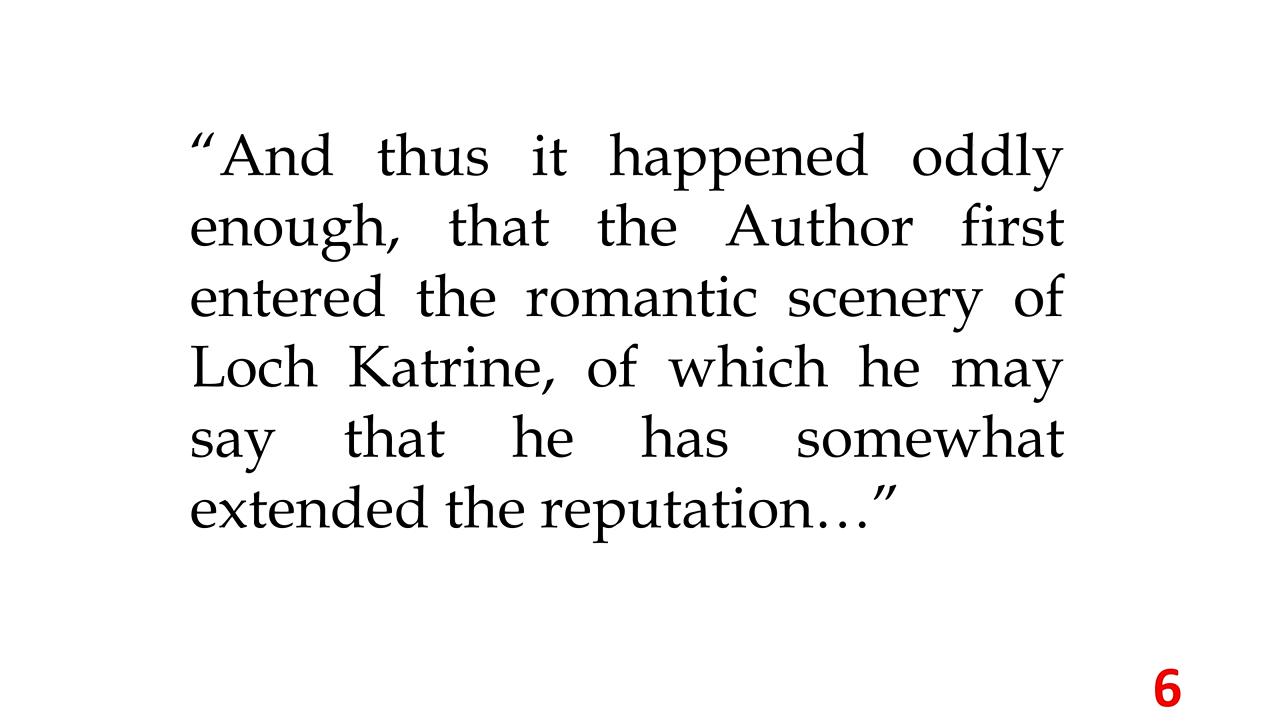 “And thus it happened oddly
enough, that the Author first
entered the romantic scenery of
Loch Katrine, of which he may
say that he has somewhat
extended the reputation…”
6